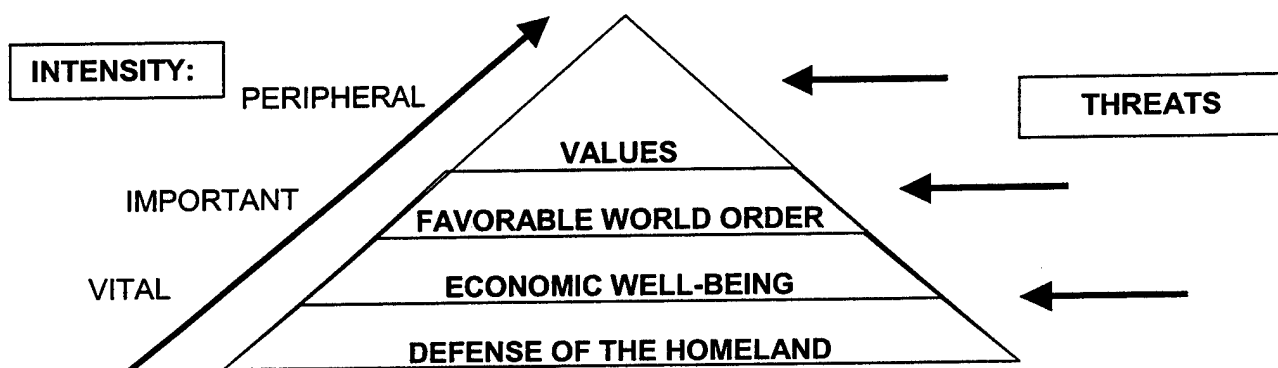 INTENSITY:
PERIPHERAL
THREATS
VALUES
IMPORTANT
FAVORABLE WORLD ORDER
VITAL
ECONOMIC WELL-BEING
DEFENSE OF THE HOMELAND